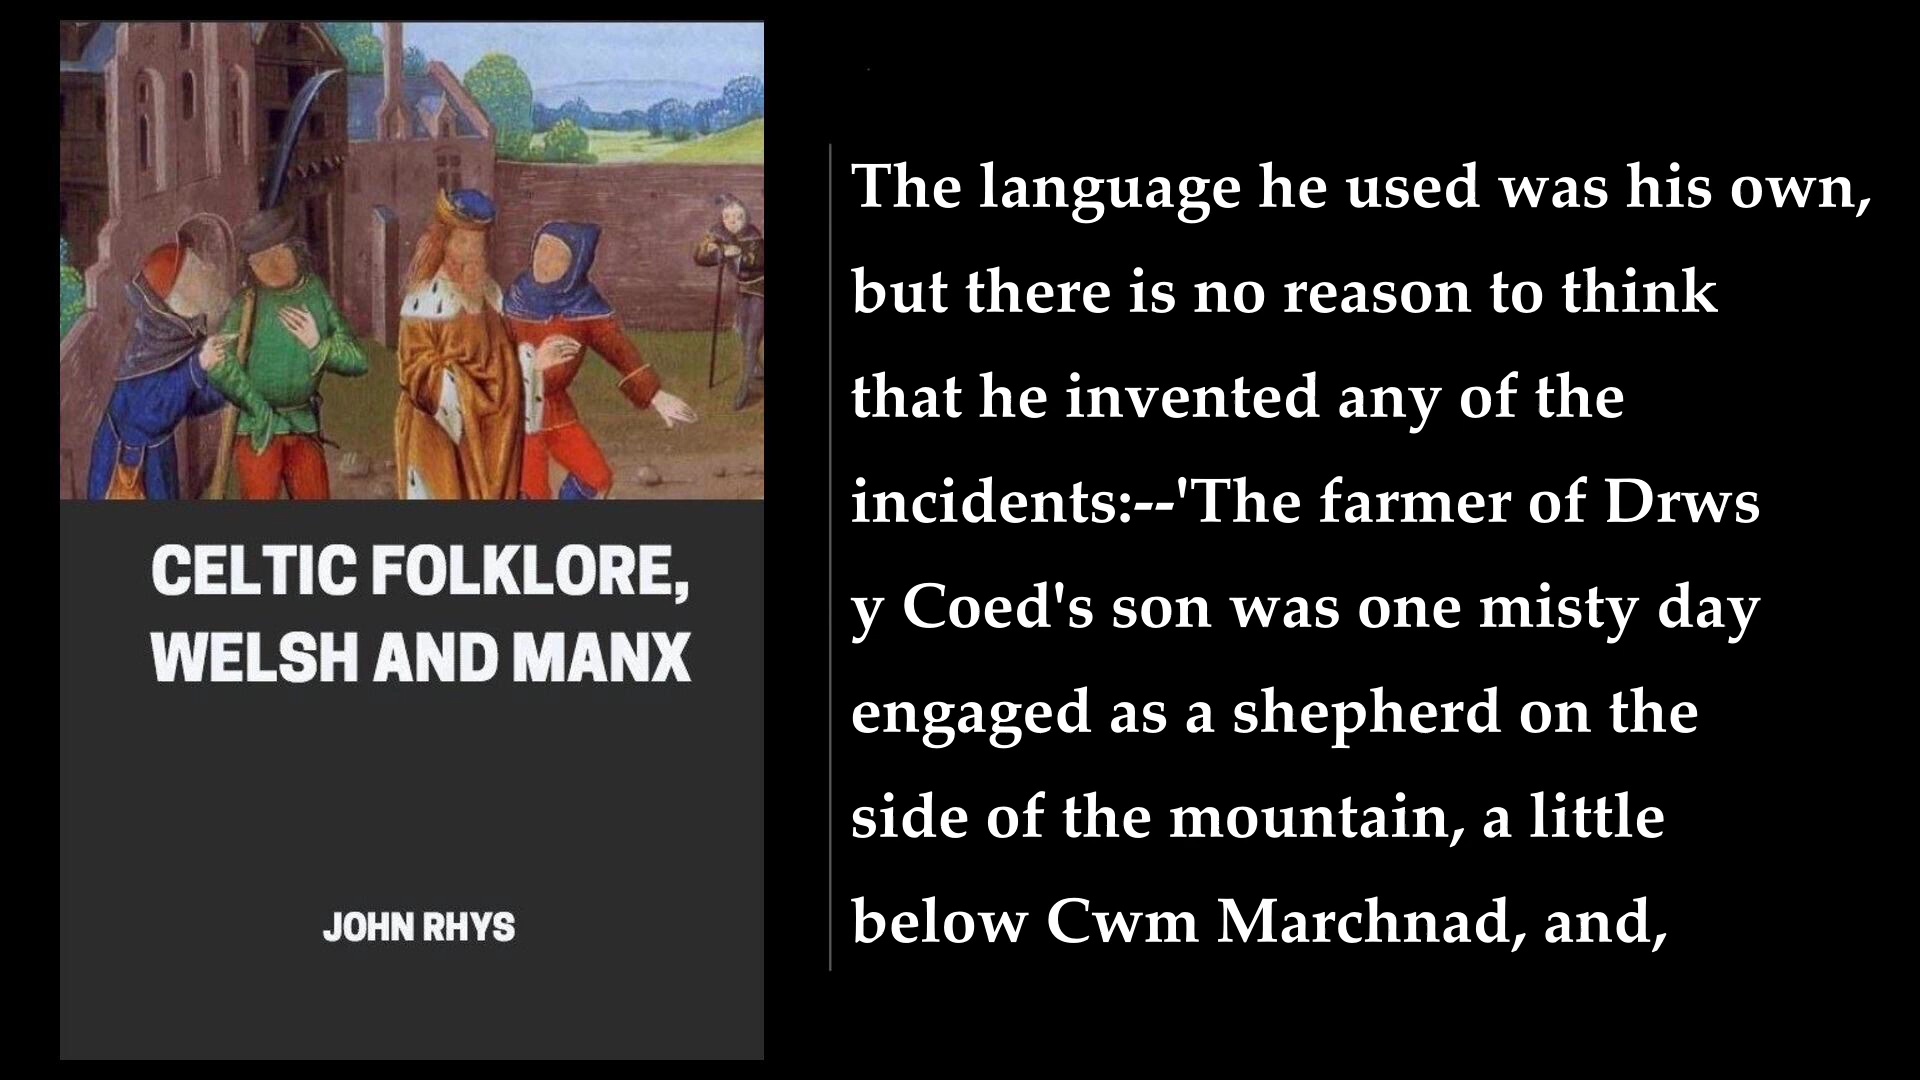 CELTIC FOLKLORE,
WELSH AND MANX
JOHN RHYS
The language he used was his own,
but there is no reason to think
that he invented any of the
incidents:--'The farmer of Drws
y Coed's son was one misty day
engaged as a shepherd on the
side of the mountain, a little
below Cwm Marchnad, and,